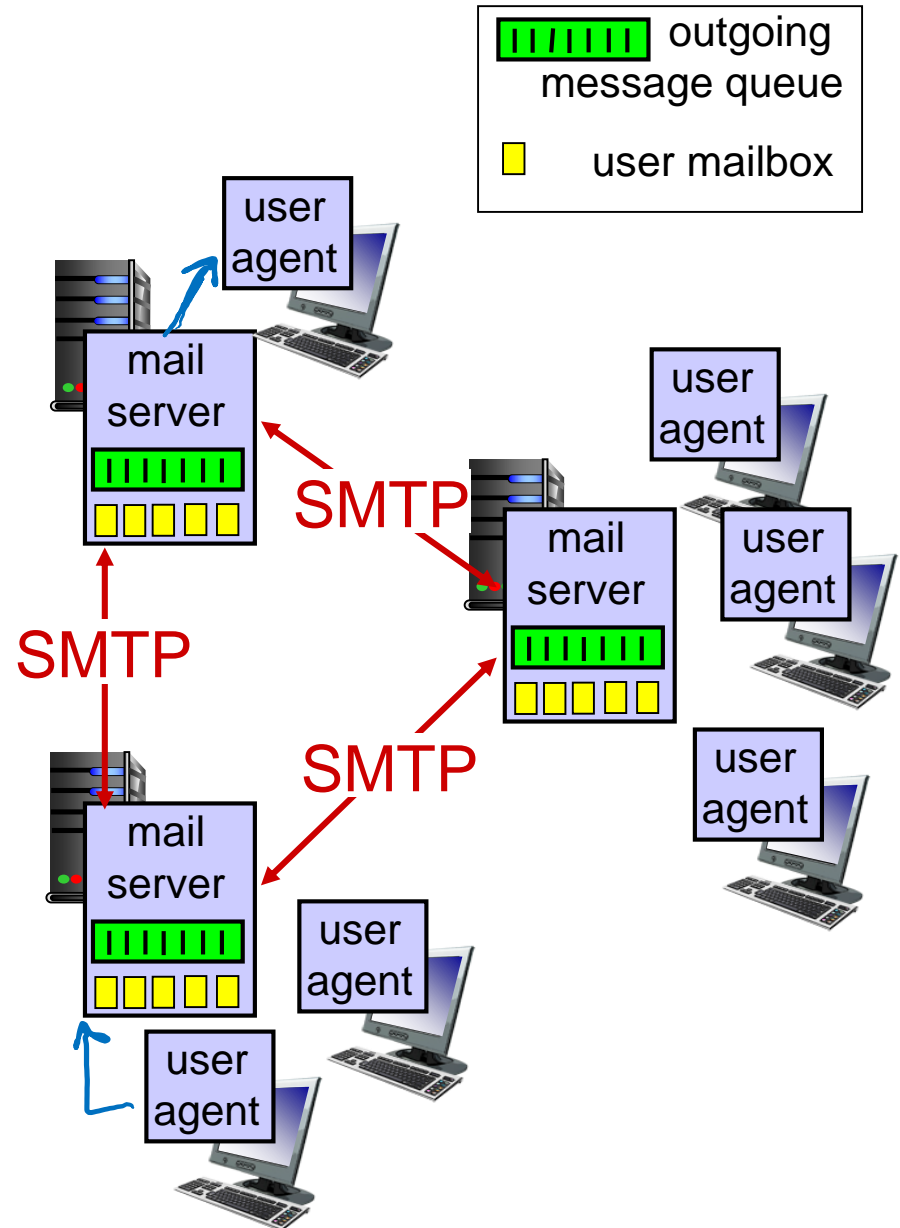 outgoing
message queue
user mailbox
user
agent
mail
server
SMTP
user
agent
mail
server
user
agent
SMTP
SMTP
user
agent
mail
server
user
agent
user
agent